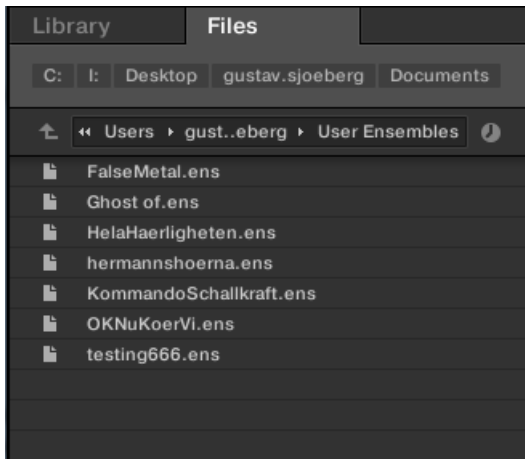 Library Files
C: I: Desktop gustav.sjoeberg Documents
Users gust..eberg User Ensembles
FalseMetal.ens
Ghost of.ens
HelaHaerligheten.ens
hermannshoerna.ens
KommandoSchallkraft.ens
OKNuKoerVi.ens
testing666.ens